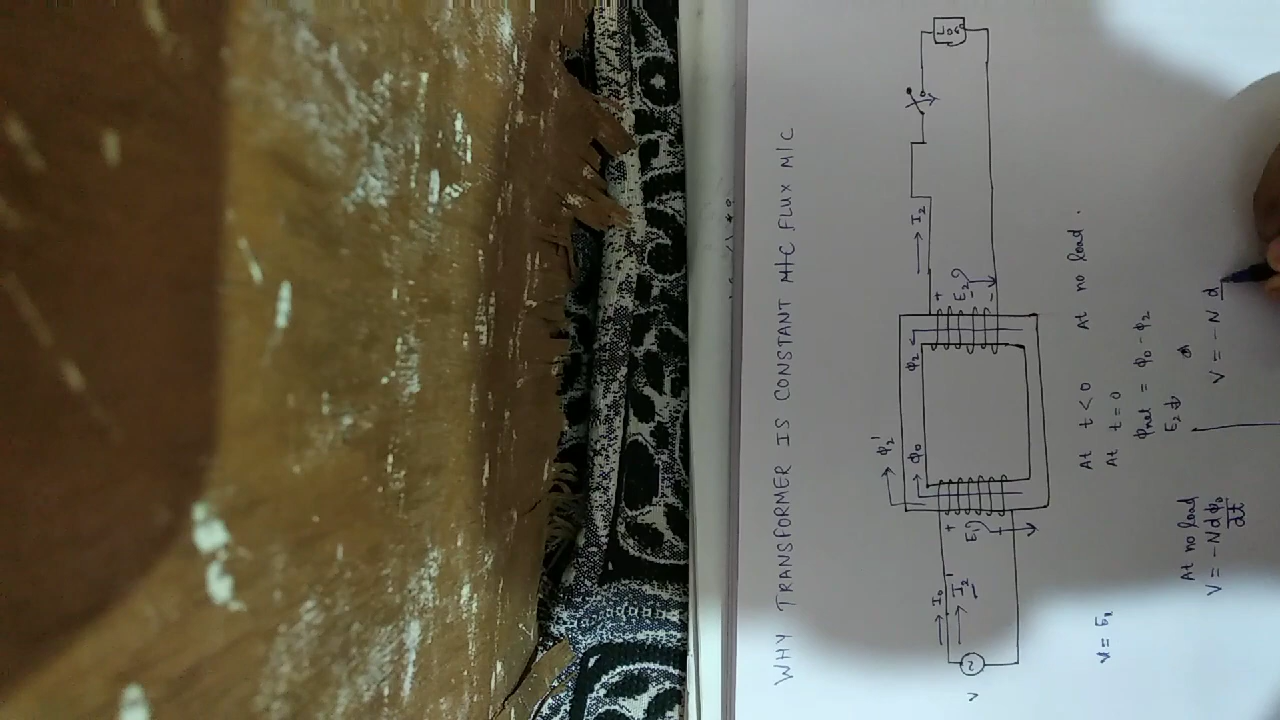 WHY TRANSFORMER IS CONSTANT M/C FLUX M/C
ϕ2'
ϕ0
ϕ2
I0
I2'
I2
+
E1
-
+
E2
-
V
At t < 0 At no load.
At t = 0
ϕnet = ϕ0 - ϕ2
E2 ↓
V = E1
At no load
V = -N dϕ0
dt
V = -N d